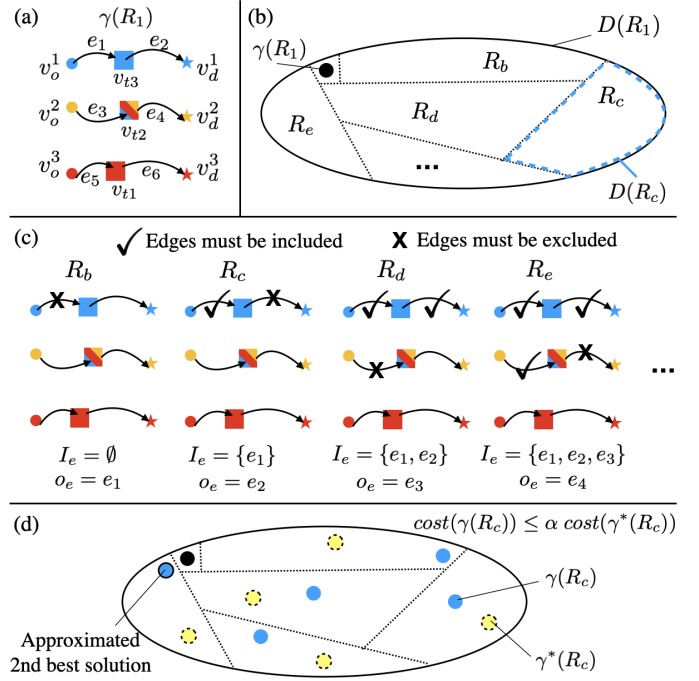 (a)
γ(R₁)
e₁ e₂
v_o^1 v_t3 v_d^1
v_o^2 e₃ e₄ v_d^2
v_t2
v_o^3 e₅ e₆ v_d^3
v_t1
(b)
D(R₁)
γ(R₁)
R_b
R_c
R_e R_d
...
D(R_c)
(c)
✓ Edges must be included X Edges must be excluded
R_b R_c R_d R_e
...
I_e = ∅ I_e = {e₁} I_e = {e₁, e₂} I_e = {e₁, e₂, e₃}
o_e = e₁ o_e = e₂ o_e = e₃ o_e = e₄
(d)
cost(γ(R_c)) ≤ α cost(γ*(R_c))
γ(R_c)
Approximated
2nd best solution
γ*(R_c)